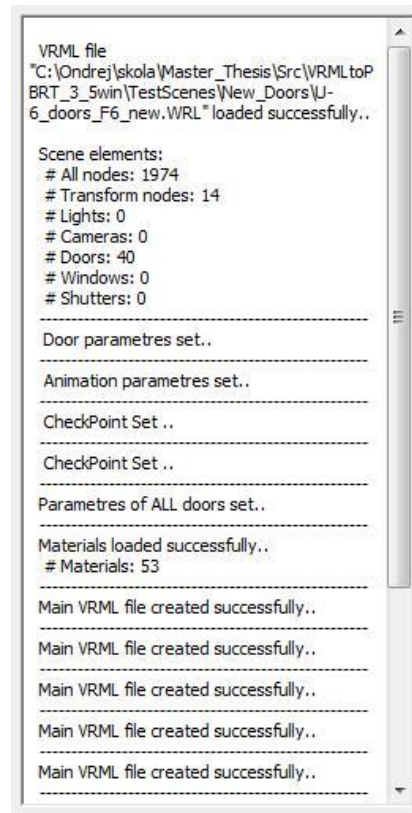 VRML file
"C:\Ondrej\skola\Master_Thesis\Src\VRMLtoP
BRT_3_5win\TestScenes\New_Doors\U-
6_doors_F6_new.WRL" loaded successfully..
Scene elements:
# All nodes: 1974
# Transform nodes: 14
# Lights: 0
# Cameras: 0
# Doors: 40
# Windows: 0
# Shutters: 0
Door parametres set..
Animation parametres set..
CheckPoint Set ..
CheckPoint Set ..
Parametres of ALL doors set..
Materials loaded successfully..
# Materials: 53
Main VRML file created successfully..
Main VRML file created successfully..
Main VRML file created successfully..
Main VRML file created successfully..
Main VRML file created successfully..